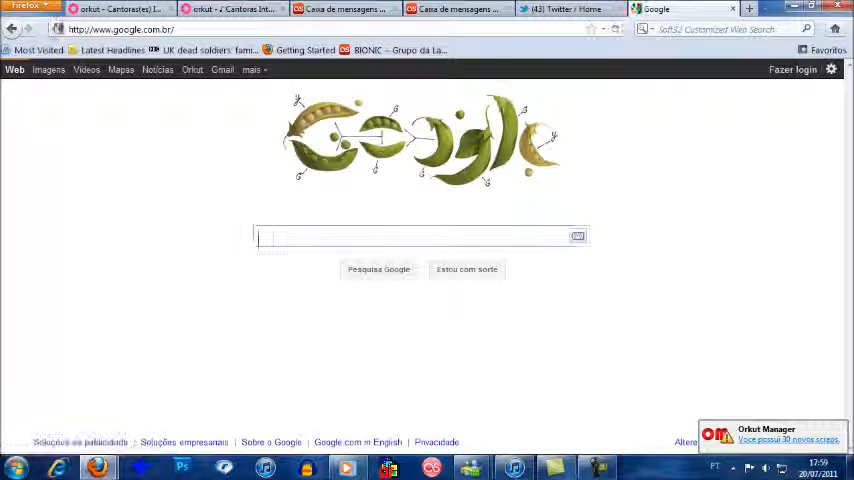 Firefox
orkut - Cantoras(es) I...
orkut - ♪ Cantoras Int...
Caixa de mensagens ...
Caixa de mensagens ...
(43) Twitter / Home
Google
http://www.google.com.br/
Soft32 Customized Web Search
Most Visited
Latest Headlines
UK dead soldiers' fami...
Getting Started
BIONIC – Grupo da La...
Favoritos
Web Imagens Vídeos Mapas Notícias Orkut Gmail mais
Fazer login
Y G G Y
G G G G
Pesquisa Google
Estou com sorte
Soluções de publicidade
Soluções empresariais
Sobre o Google
Google.com in English
Privacidade
Altere
Orkut Manager
Você possui 30 novos scraps.
Ps
PT
17:59
20/07/2011